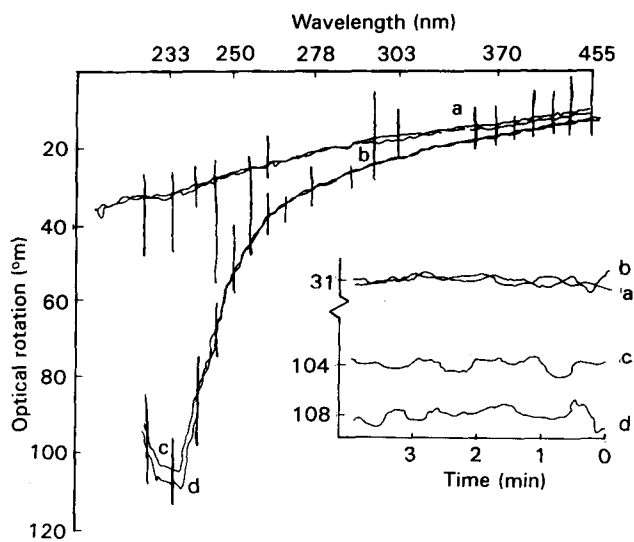 Wavelength (nm)
233 250 278 303 370 455
Optical rotation (°m)
20
40
60
80
100
120
a
b
c
d
31
104
108
b
'a
c
d
3 2 1 0
Time (min)